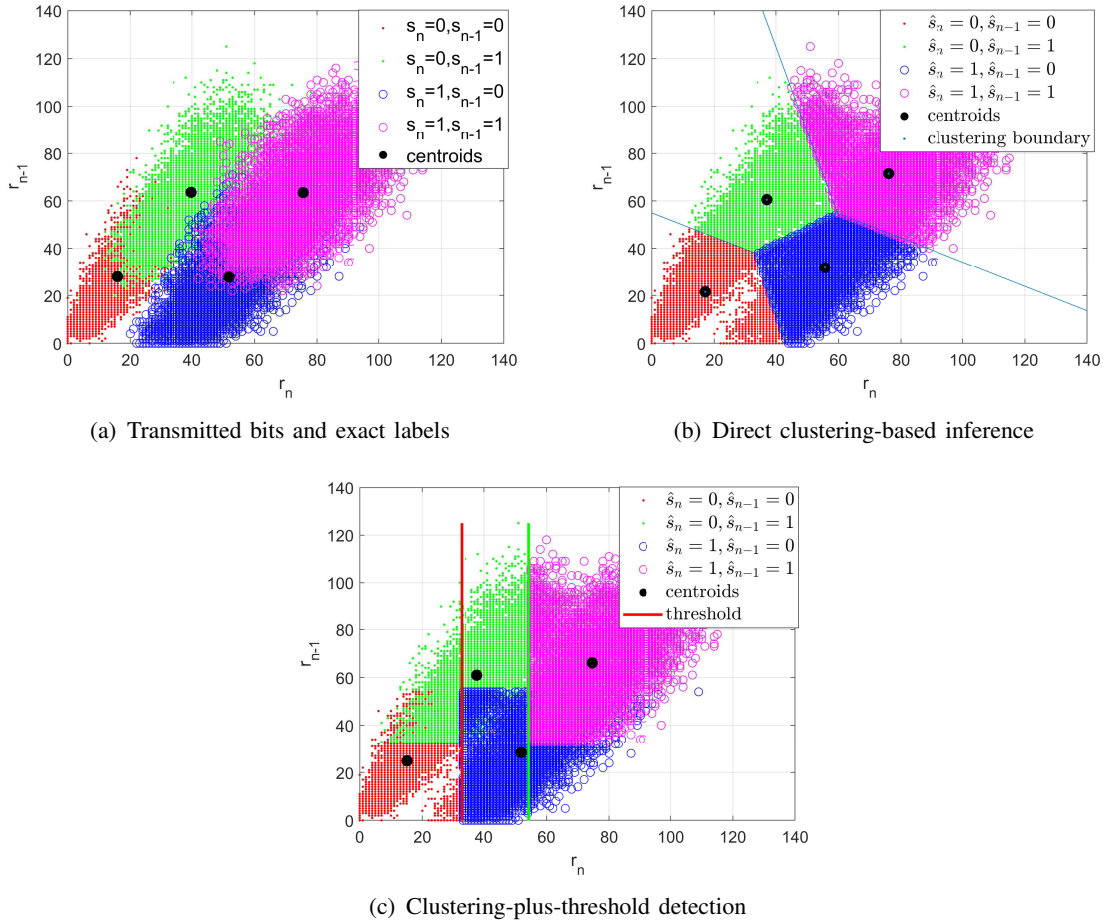 140
120
100
80
60
40
20
0
r_{n-1}
0 20 40 60 80 100 120 140
r_n
s_n=0,s_{n-1}=0
s_n=0,s_{n-1}=1
s_n=1,s_{n-1}=0
s_n=1,s_{n-1}=1
centroids
(a) Transmitted bits and exact labels
140
120
100
80
60
40
20
0
r_{n-1}
0 20 40 60 80 100 120 140
r_n
ŝ_n = 0, ŝ_{n-1} = 0
ŝ_n = 0, ŝ_{n-1} = 1
ŝ_n = 1, ŝ_{n-1} = 0
ŝ_n = 1, ŝ_{n-1} = 1
centroids
clustering boundary
(b) Direct clustering-based inference
140
120
100
80
60
40
20
0
r_{n-1}
0 20 40 60 80 100 120 140
r_n
ŝ_n = 0, ŝ_{n-1} = 0
ŝ_n = 0, ŝ_{n-1} = 1
ŝ_n = 1, ŝ_{n-1} = 0
ŝ_n = 1, ŝ_{n-1} = 1
centroids
threshold
(c) Clustering-plus-threshold detection